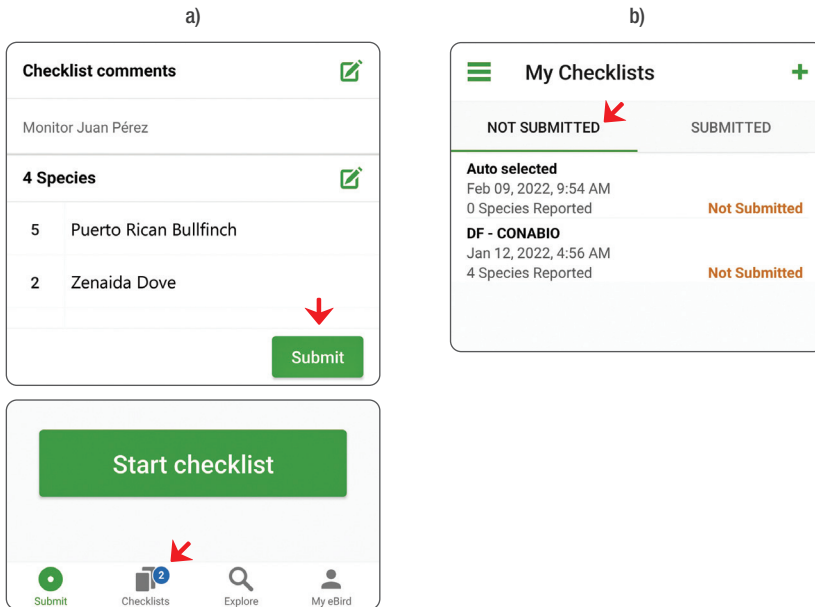 a)
Checklist comments
Monitor Juan Pérez
4 Species
5 Puerto Rican Bullfinch
2 Zenaida Dove
Submit
Start checklist
2
Submit Checklists Explore My eBird
b)
My Checklists
NOT SUBMITTED SUBMITTED
Auto selected
Feb 09, 2022, 9:54 AM
0 Species Reported Not Submitted
DF - CONABIO
Jan 12, 2022, 4:56 AM
4 Species Reported Not Submitted